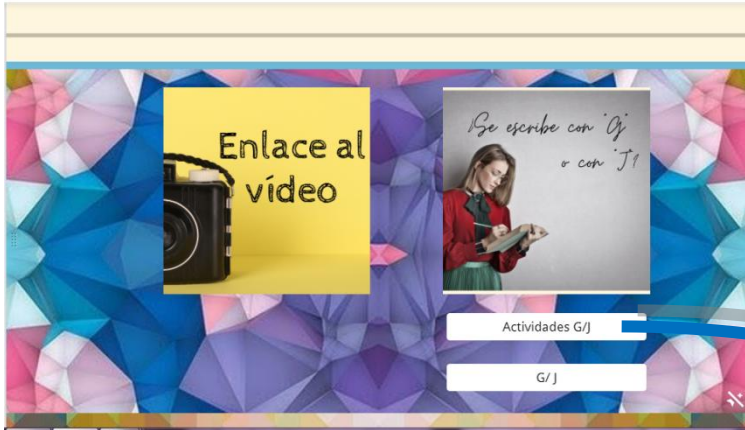 Enlace al
vídeo
¿Se escribe con "G"
o con "J"?
Actividades G/J
G/ J